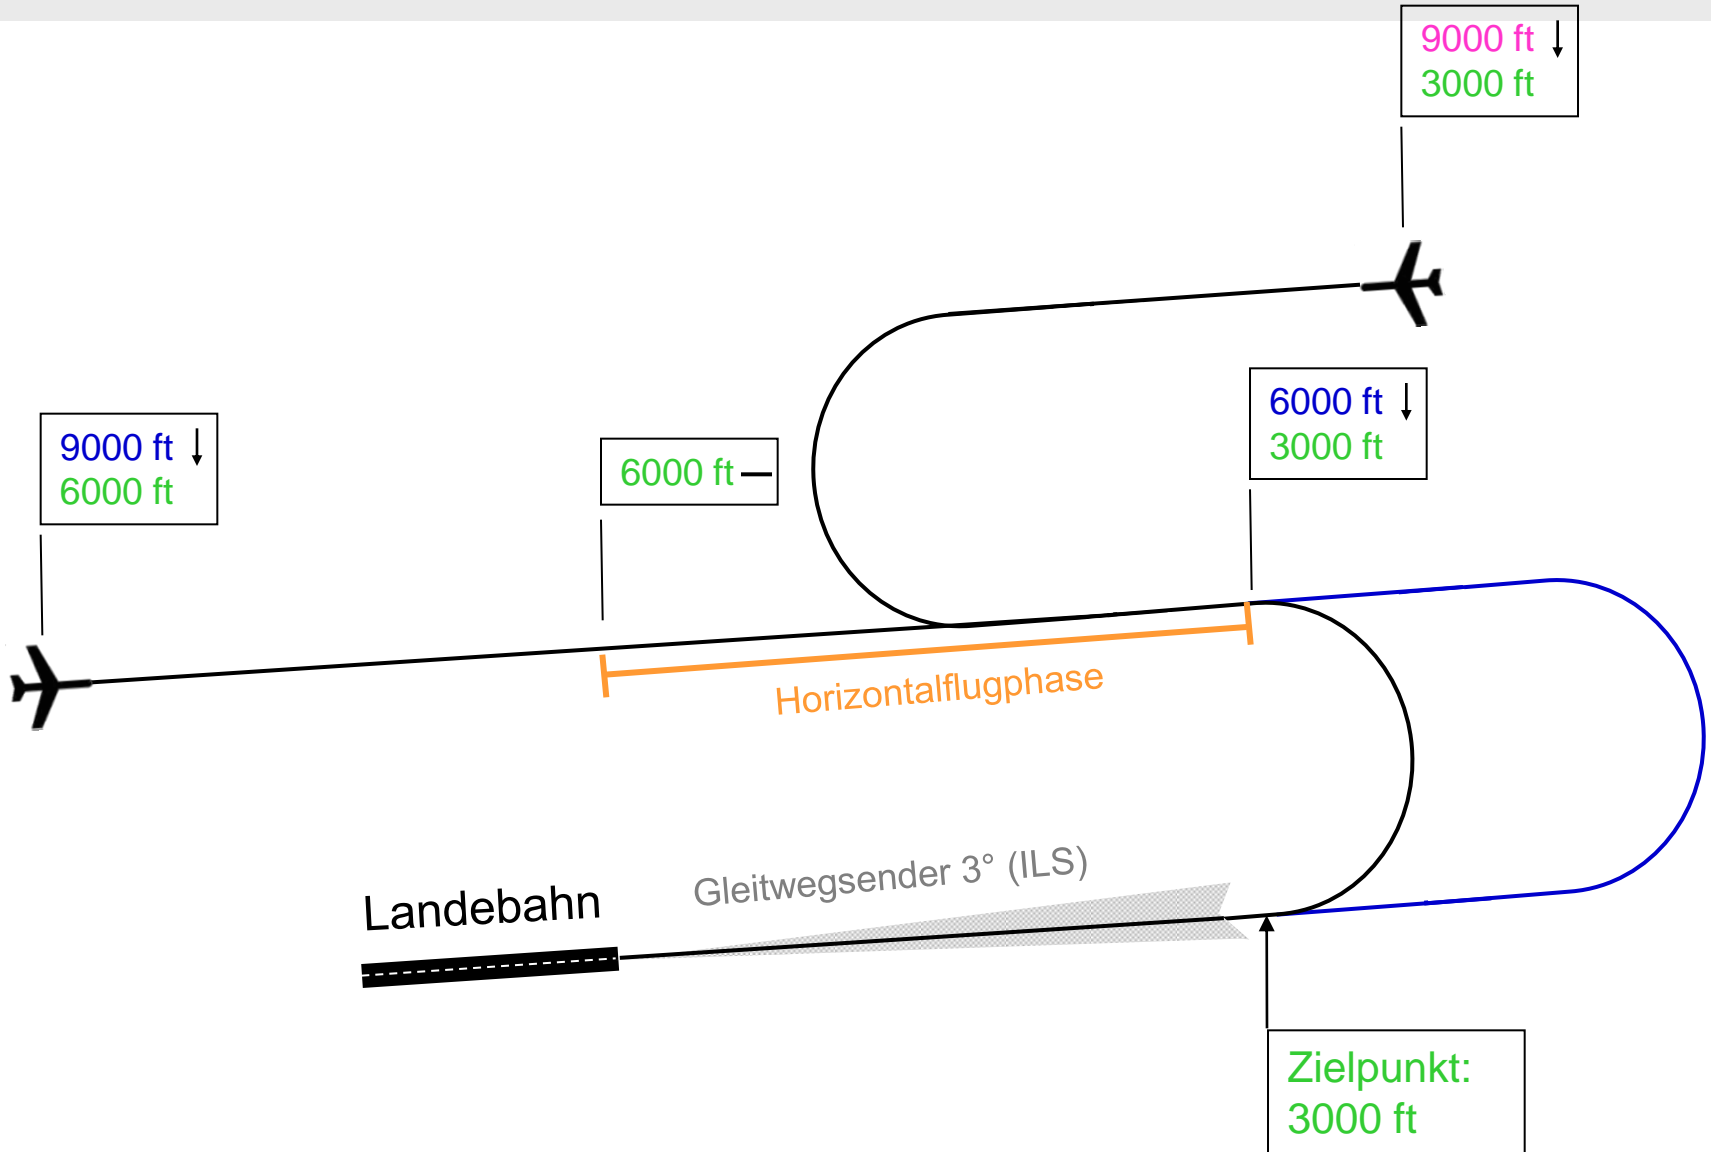 9000 ft
3000 ft
6000 ft
3000 ft
9000 ft
6000 ft
6000 ft
Horizontalflugphase
Gleitwegsender 3° (ILS)
Landebahn
Zielpunkt:
3000 ft